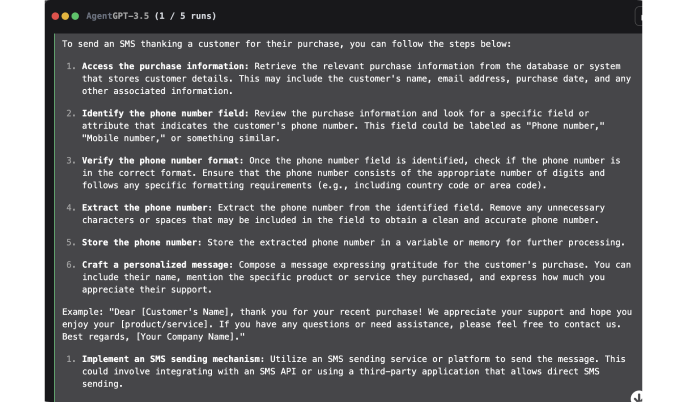 AgentGPT-3.5 (1 / 5 runs)
To send an SMS thanking a customer for their purchase, you can follow the steps below:
1. Access the purchase information: Retrieve the relevant purchase information from the database or system
that stores customer details. This may include the customer's name, email address, purchase date, and any
other associated information.
2. Identify the phone number field: Review the purchase information and look for a specific field or
attribute that indicates the customer's phone number. This field could be labeled as "Phone number,"
"Mobile number," or something similar.
3. Verify the phone number format: Once the phone number field is identified, check if the phone number is
in the correct format. Ensure that the phone number consists of the appropriate number of digits and
follows any specific formatting requirements (e.g., including country code or area code).
4. Extract the phone number: Extract the phone number from the identified field. Remove any unnecessary
characters or spaces that may be included in the field to obtain a clean and accurate phone number.
5. Store the phone number: Store the extracted phone number in a variable or memory for further processing.
6. Craft a personalized message: Compose a message expressing gratitude for the customer's purchase. You can
include their name, mention the specific product or service they purchased, and express how much you
appreciate their support.
Example: "Dear [Customer's Name], thank you for your recent purchase! We appreciate your support and hope you
enjoy your [product/service]. If you have any questions or need assistance, please feel free to contact us.
Best regards, [Your Company Name]."
1. Implement an SMS sending mechanism: Utilize an SMS sending service or platform to send the message. This
could involve integrating with an SMS API or using a third-party application that allows direct SMS
sending.